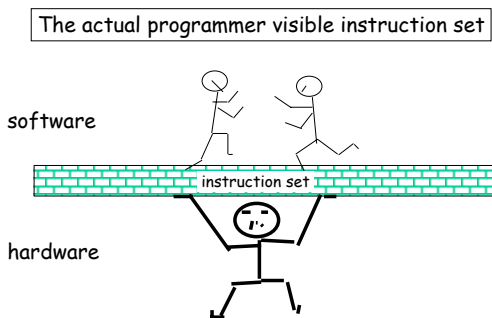 The actual programmer visible instruction set
software
instruction set
hardware